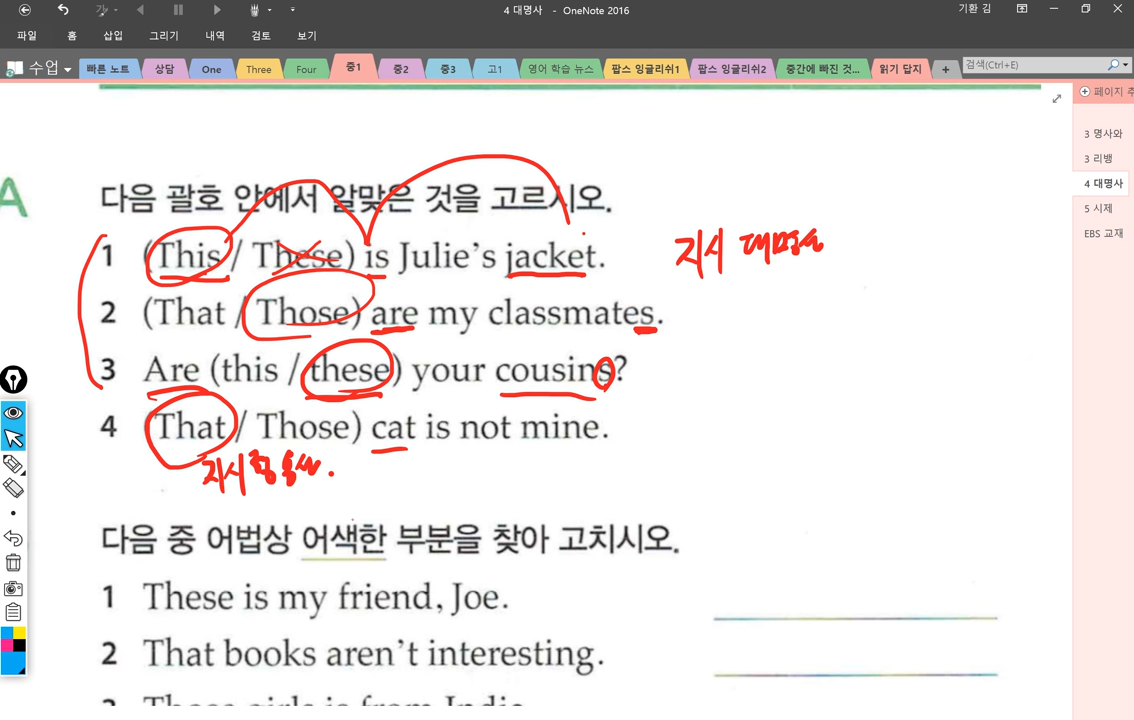 4 대명사 - OneNote 2016
기환 김
파일 홈 삽입 그리기 내역 검토 보기
수업 빠른 노트 상담 One Three Four 중1 중2 중3 고1 영어 학습 뉴스 팝스 잉글리쉬1 팝스 잉글리쉬2 중간에 빠진 것... 읽기 답지 + 검색(Ctrl+E)
페이지 추
3 명사와
3 리뱅
4 대명사
5 시제
EBS 교재
A 다음 괄호 안에서 알맞은 것을 고르시오.
1 (This / These) is Julie's jacket.
지시 대명사
2 (That / Those) are my classmates.
3 Are (this / these) your cousins?
4 (That / Those) cat is not mine.
지시형용사.
다음 중 어법상 어색한 부분을 찾아 고치시오.
1 These is my friend, Joe.
2 That books aren't interesting.